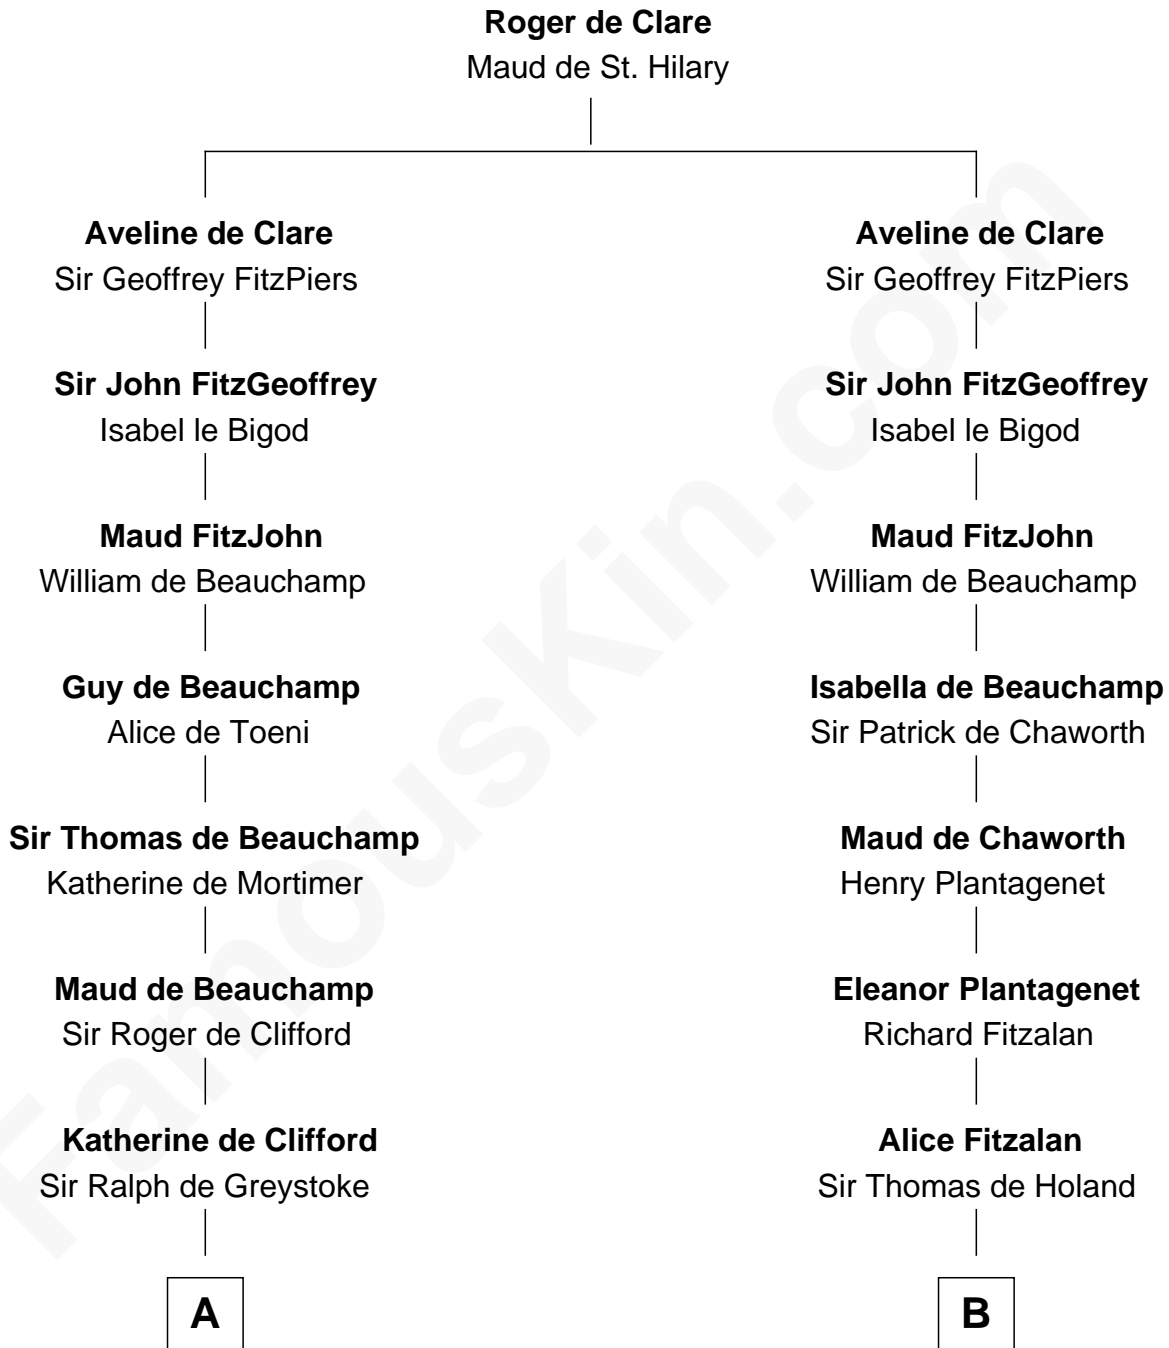 Roger de Clare
Maud de St. Hilary
Aveline de Clare
Sir Geoffrey FitzPiers
Sir John FitzGeoffrey
Isabel le Bigod
Maud FitzJohn
William de Beauchamp
Guy de Beauchamp
Alice de Toeni
Sir Thomas de Beauchamp
Katherine de Mortimer
Maud de Beauchamp
Sir Roger de Clifford
Katherine de Clifford
Sir Ralph de Greystoke
A
Aveline de Clare
Sir Geoffrey FitzPiers
Sir John FitzGeoffrey
Isabel le Bigod
Maud FitzJohn
William de Beauchamp
Isabella de Beauchamp
Sir Patrick de Chaworth
Maud de Chaworth
Henry Plantagenet
Eleanor Plantagenet
Richard Fitzalan
Alice Fitzalan
Sir Thomas de Holand
B
FamousKin.com